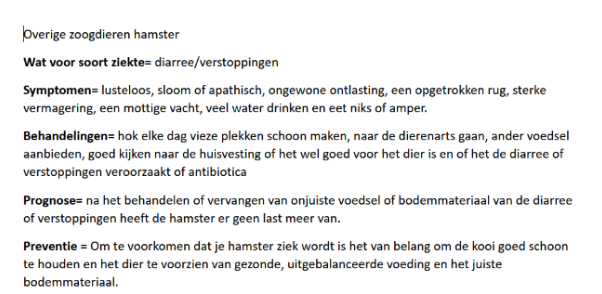 Overige zoogdieren hamster
Wat voor soort ziekte= diarree/verstoppingen
Symptomen= lusteloos, sloom of apathisch, ongewone ontlasting, een opgetrokken rug, sterke
vermagering, een mottige vacht, veel water drinken en eet niks of amper.
Behandelingen= hok elke dag vieze plekken schoon maken, naar de dierenarts gaan, ander voedsel
aanbieden, goed kijken naar de huisvesting of het wel goed voor het dier is en of het de diarree of
verstoppingen veroorzaakt of antibiotica
Prognose= na het behandelen of vervangen van onjuiste voedsel of bodemmateriaal van de diarree
of verstoppingen heeft de hamster er geen last meer van.
Preventie = Om te voorkomen dat je hamster ziek wordt is het van belang om de kooi goed schoon
te houden en het dier te voorzien van gezonde, uitgebalanceerde voeding en het juiste
bodemmateriaal.